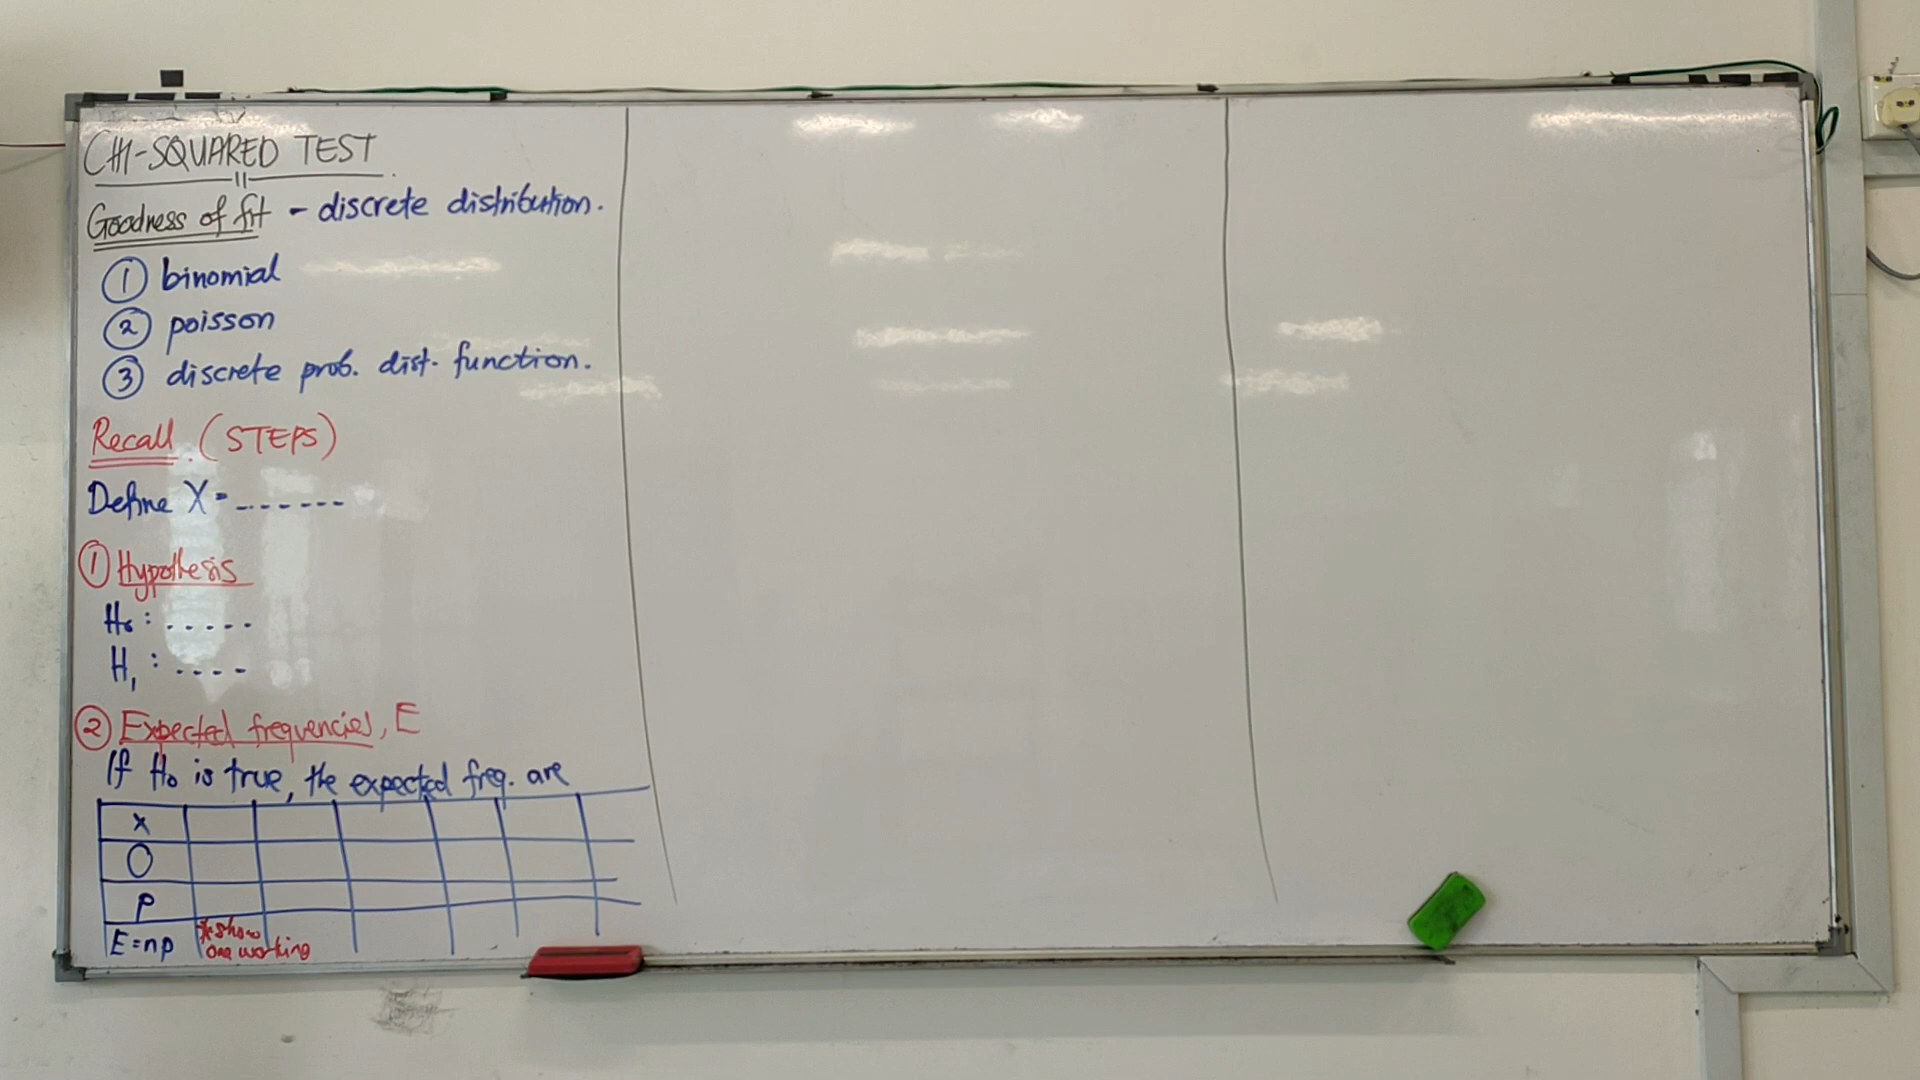 CHI-SQUARED TEST
Goodness of fit - discrete distribution.
① binomial
② poisson
③ discrete prob. dist. function.
Recall. (STEPS)
Define X = -------
① Hypothesis
H₀ : .....
H₁ : ....
② Expected frequencies, E
If H₀ is true, the expected freq. are
x
O
p
E = np *show
one working